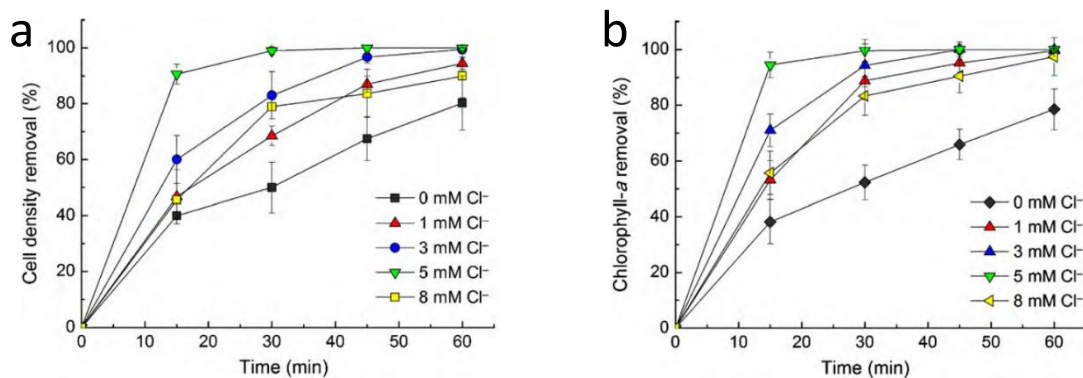 a
Cell density removal (%)
100
80
60
40
20
0
0 10 20 30 40 50 60
Time (min)
0 mM Cl⁻
1 mM Cl⁻
3 mM Cl⁻
5 mM Cl⁻
8 mM Cl⁻
b
Chlorophyll-a removal (%)
100
80
60
40
20
0
0 10 20 30 40 50 60
Time (min)
0 mM Cl⁻
1 mM Cl⁻
3 mM Cl⁻
5 mM Cl⁻
8 mM Cl⁻